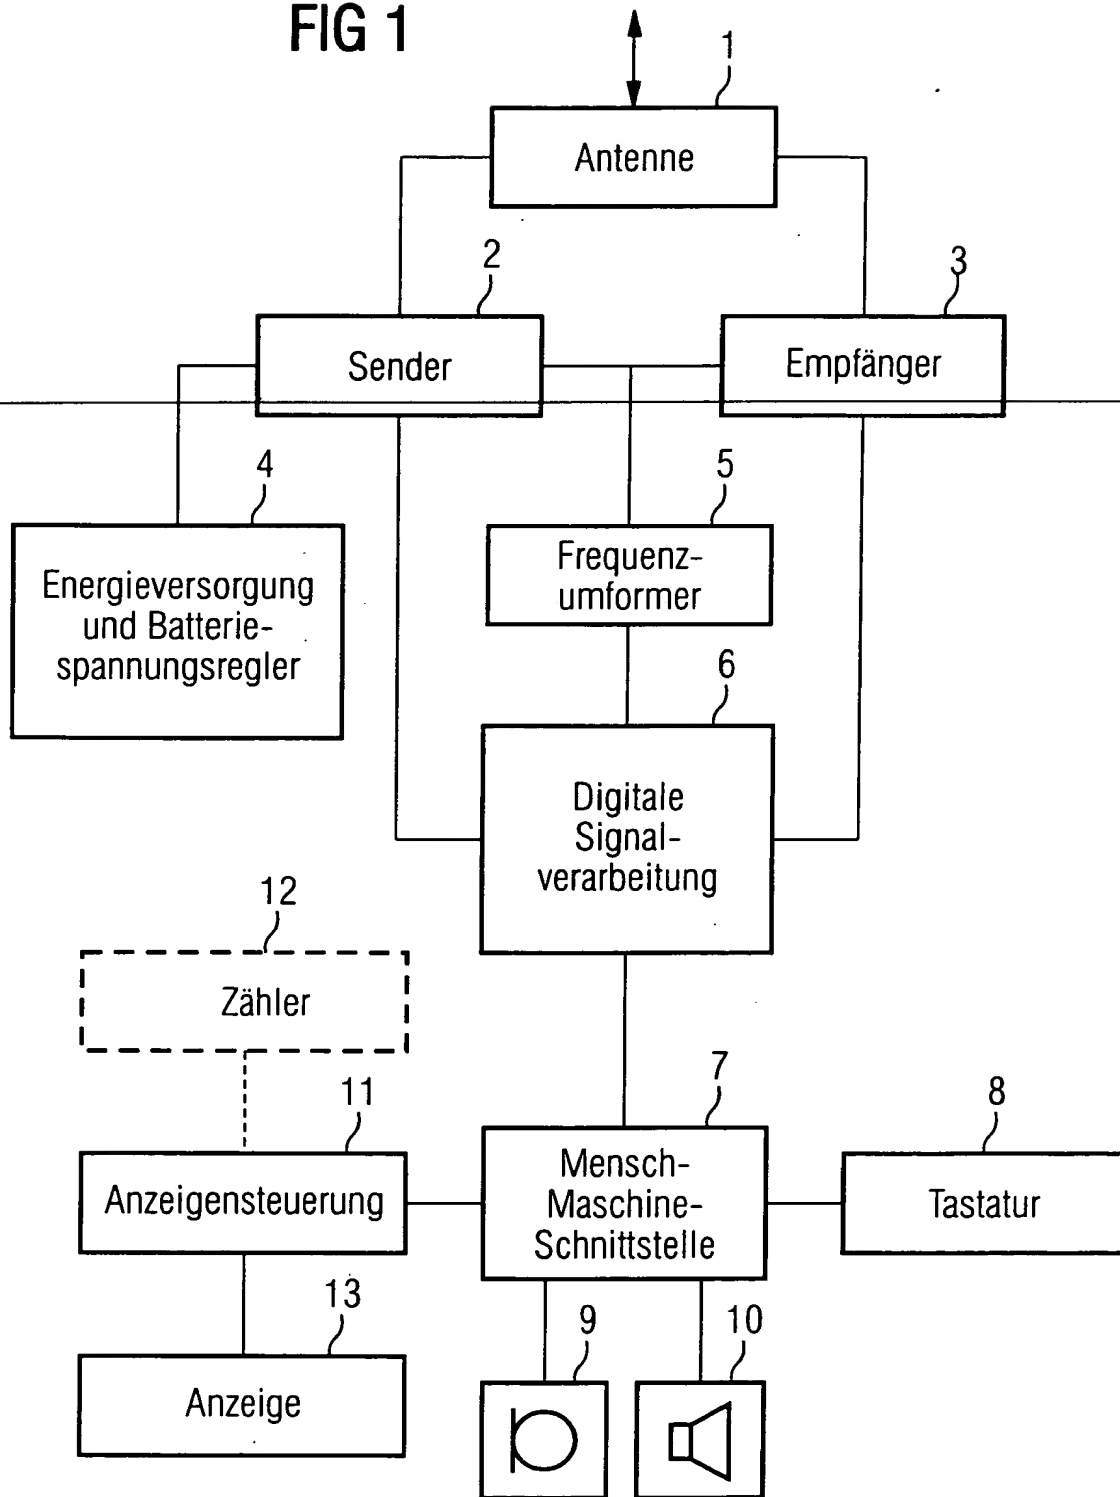 FIG 1
1
Antenne
2
3
Sender
Empfänger
4
5
Energieversorgung
und Batterie-
spannungsregler
Frequenz-
umformer
6
Digitale
Signal-
verarbeitung
12
Zähler
11
7
8
Anzeigensteuerung
Mensch-
Maschine-
Schnittstelle
Tastatur
13
9
10
Anzeige